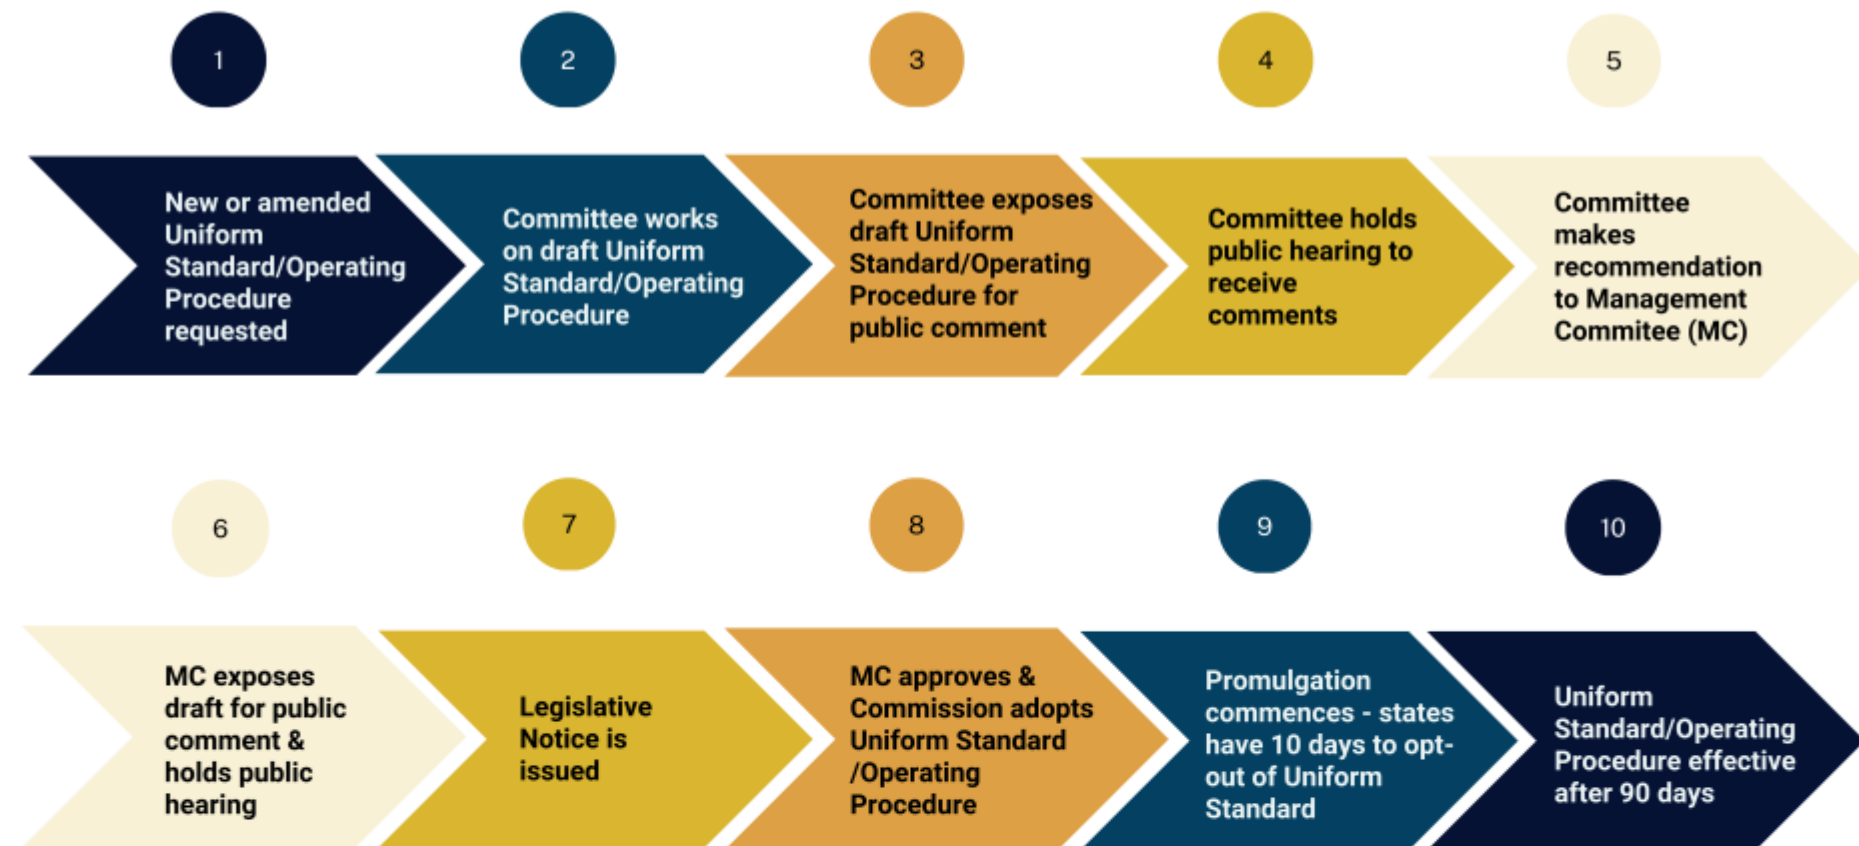 1
2
3
4
5
New or amended
Uniform
Standard/Operating
Procedure
requested
Committee works
on draft Uniform
Standard/Operating
Procedure
Committee exposes
draft Uniform
Standard/Operating
Procedure for
public comment
Committee holds
public hearing to
receive
comments
Committee
makes
recommendation
to Management
Commitee (MC)
6
7
8
9
10
MC exposes
draft for public
comment &
holds public
hearing
Legislative
Notice is
issued
MC approves &
Commission adopts
Uniform Standard
/Operating
Procedure
Promulgation
commences - states
have 10 days to opt-
out of Uniform
Standard
Uniform
Standard/Operating
Procedure effective
after 90 days